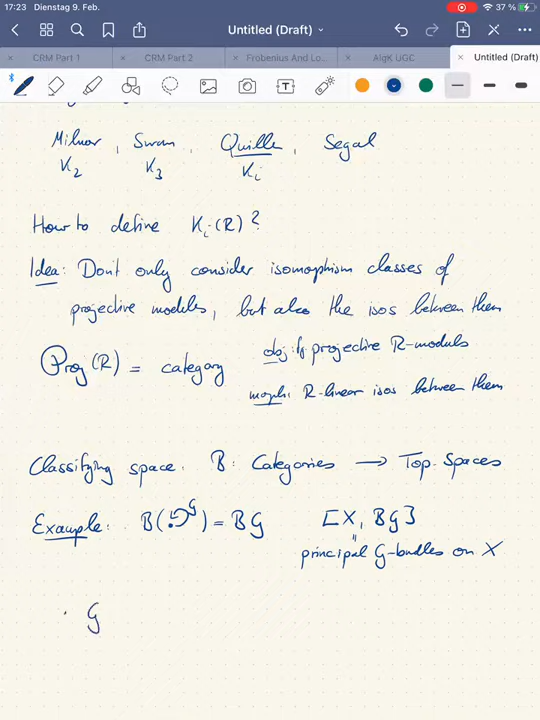 17:23 Dienstag 9. Feb. 37 %
Untitled (Draft)
CRM Part 1 CRM Part 2 Frobenius And Lo... AlgK UGC Untitled (Draft)
Milnor, Swan, Quillen, Segal
K₂ K₃ Kᵢ
How to define Kᵢ(R)?
Idea: Don't only consider isomorphism classes of
projective modules, but also the isos between them
Proj(R) = category obj: f.g. projective R-moduls
morph: R-linear isos between them
Classifying space: B: Categories → Top. Spaces
Example: B(·⟲ᴳ) = BG [X, BG]
"
principal G-bundles on X
· G